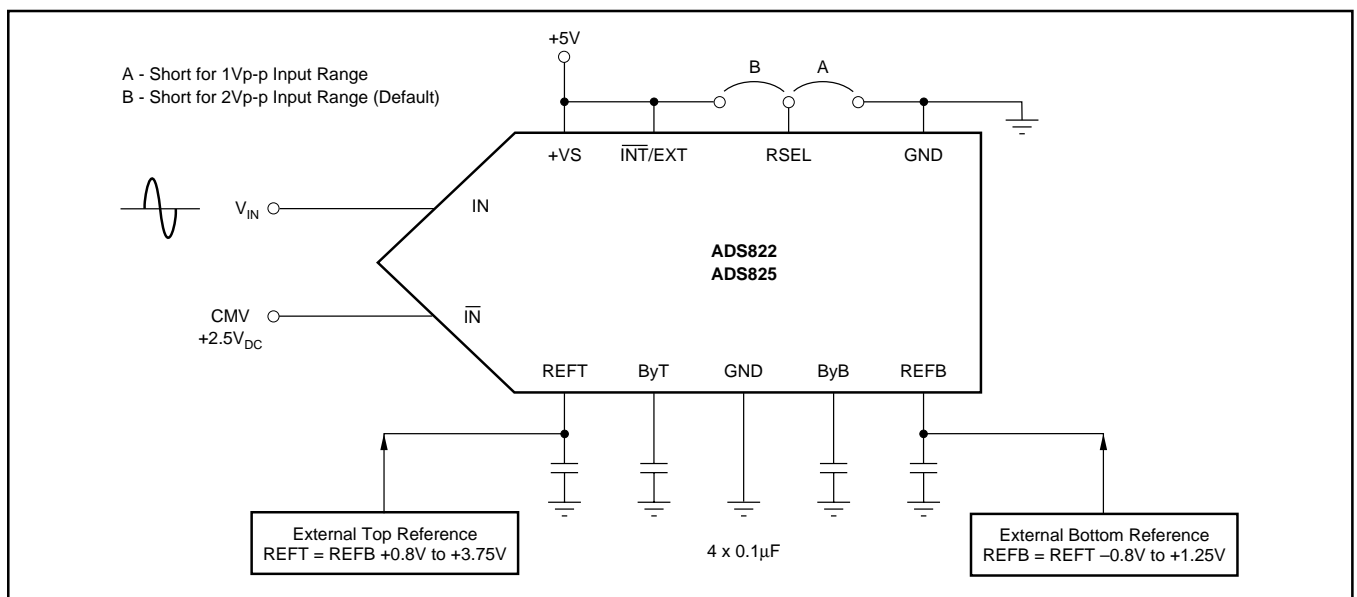 +5V
A - Short for 1Vp-p Input Range
B - Short for 2Vp-p Input Range (Default)
B
A
+VS
I̅N̅T̅/EXT
RSEL
GND
V_IN
IN
ADS822
ADS825
CMV
+2.5V_DC
I̅N̅
REFT
ByT
GND
ByB
REFB
External Top Reference
REFT = REFB +0.8V to +3.75V
4 x 0.1μF
External Bottom Reference
REFB = REFT –0.8V to +1.25V